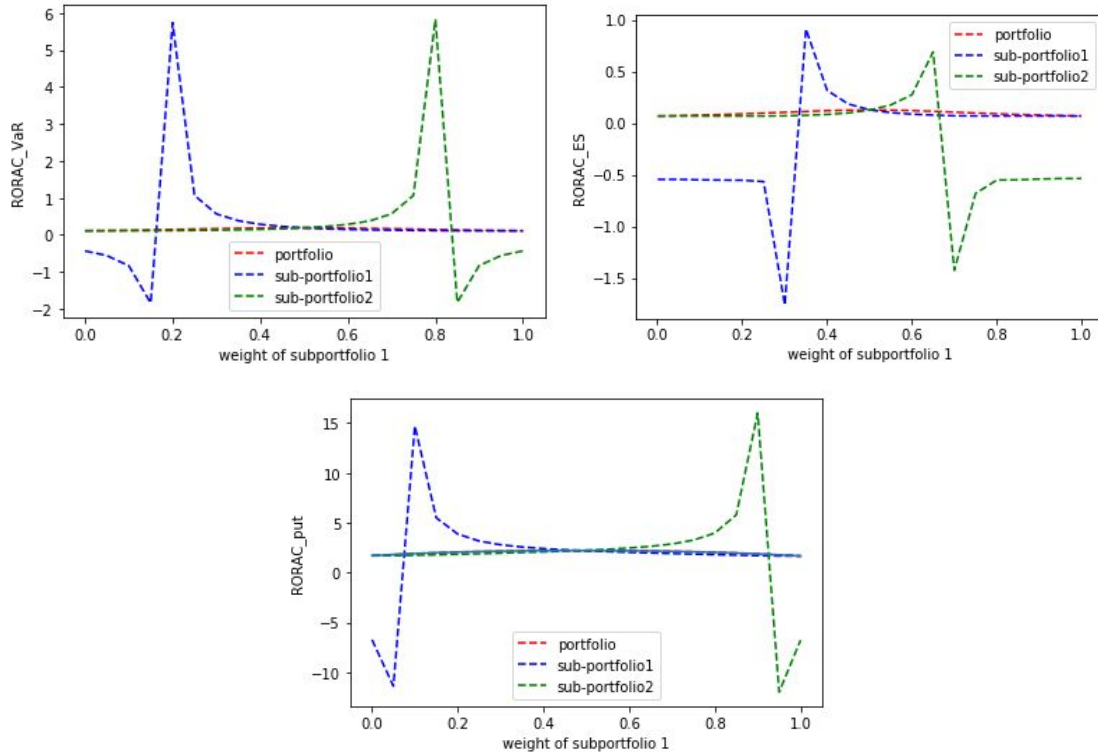 RORAC_VaR
6
5
4
3
2
1
0
−1
−2
portfolio
sub-portfolio1
sub-portfolio2
0.0 0.2 0.4 0.6 0.8 1.0
weight of subportfolio 1
RORAC_ES
1.0
0.5
0.0
−0.5
−1.0
−1.5
portfolio
sub-portfolio1
sub-portfolio2
0.0 0.2 0.4 0.6 0.8 1.0
weight of subportfolio 1
RORAC_put
15
10
5
0
−5
−10
portfolio
sub-portfolio1
sub-portfolio2
0.0 0.2 0.4 0.6 0.8 1.0
weight of subportfolio 1